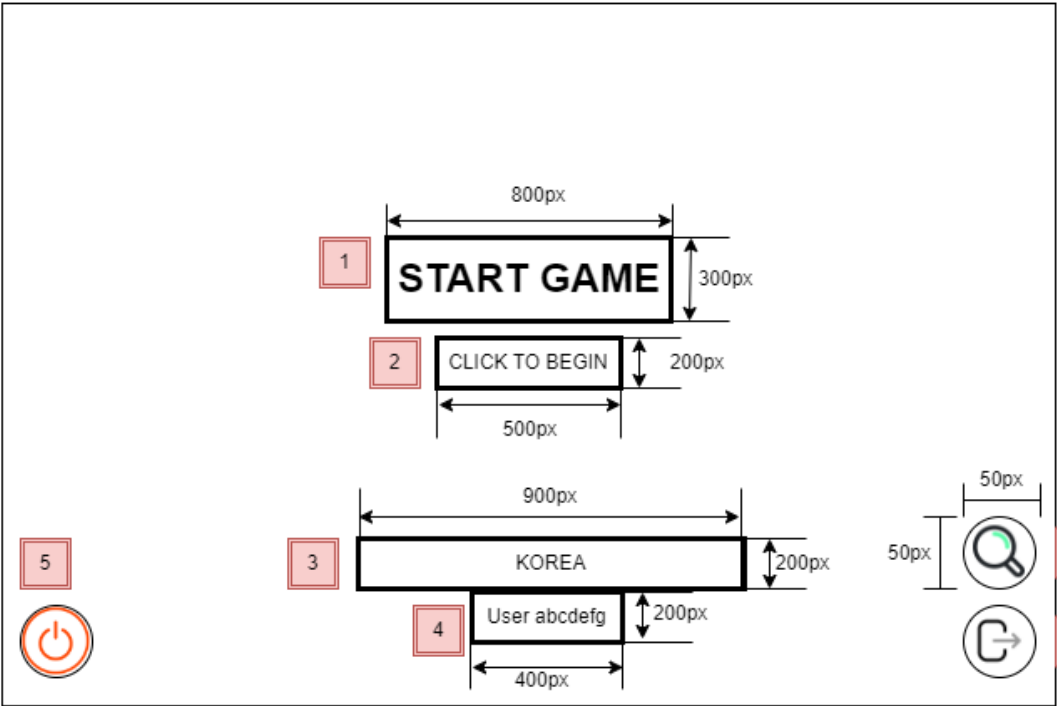 800px
1
START GAME
300px
2
CLICK TO BEGIN
200px
500px
50px
900px
50px
5
3
KOREA
200px
4
User abcdefg
200px
400px